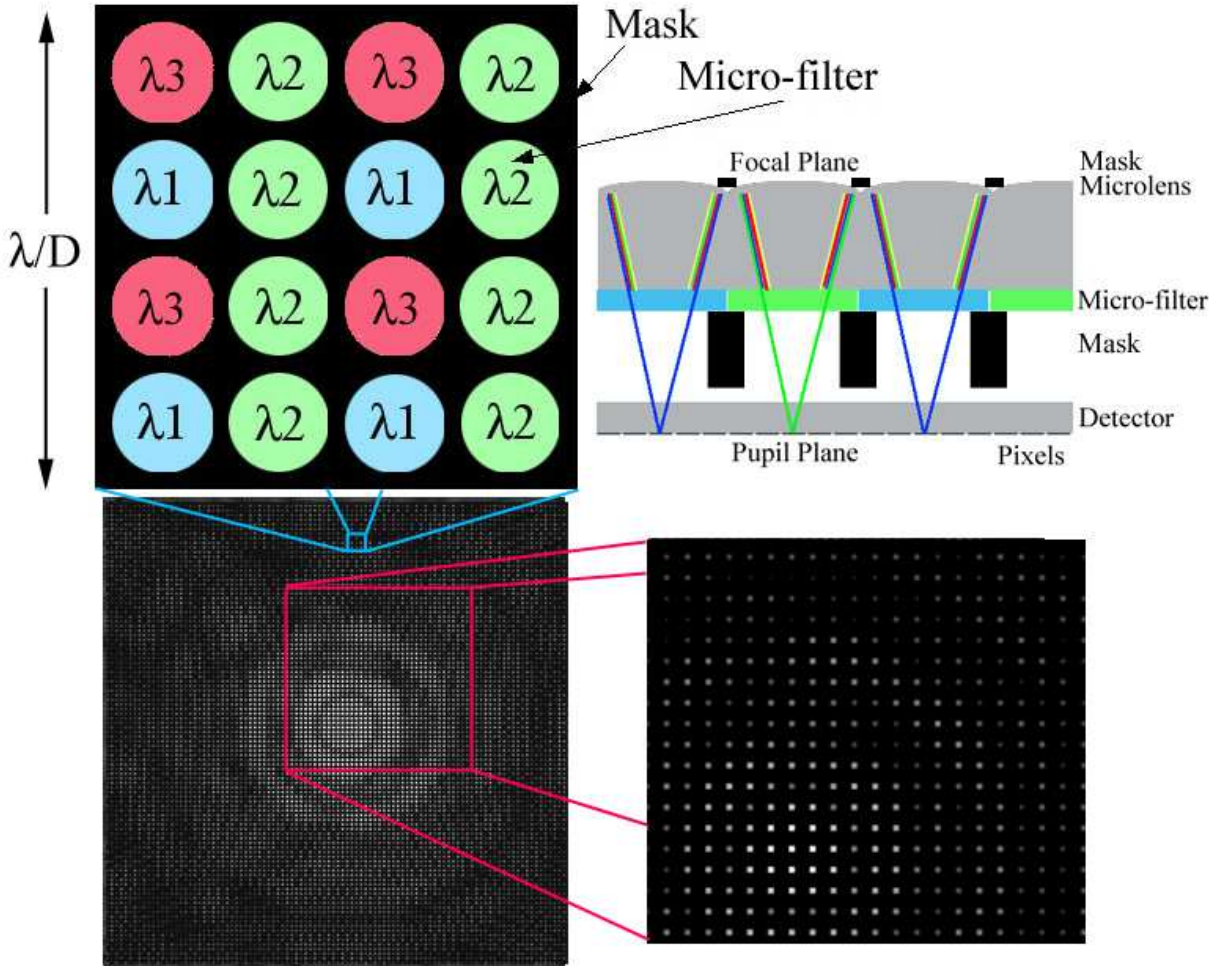 Mask
Micro-filter
λ/D
λ3 λ2 λ3 λ2
λ1 λ2 λ1 λ2
λ3 λ2 λ3 λ2
λ1 λ2 λ1 λ2
Focal Plane
Mask
Microlens
Micro-filter
Mask
Detector
Pupil Plane
Pixels